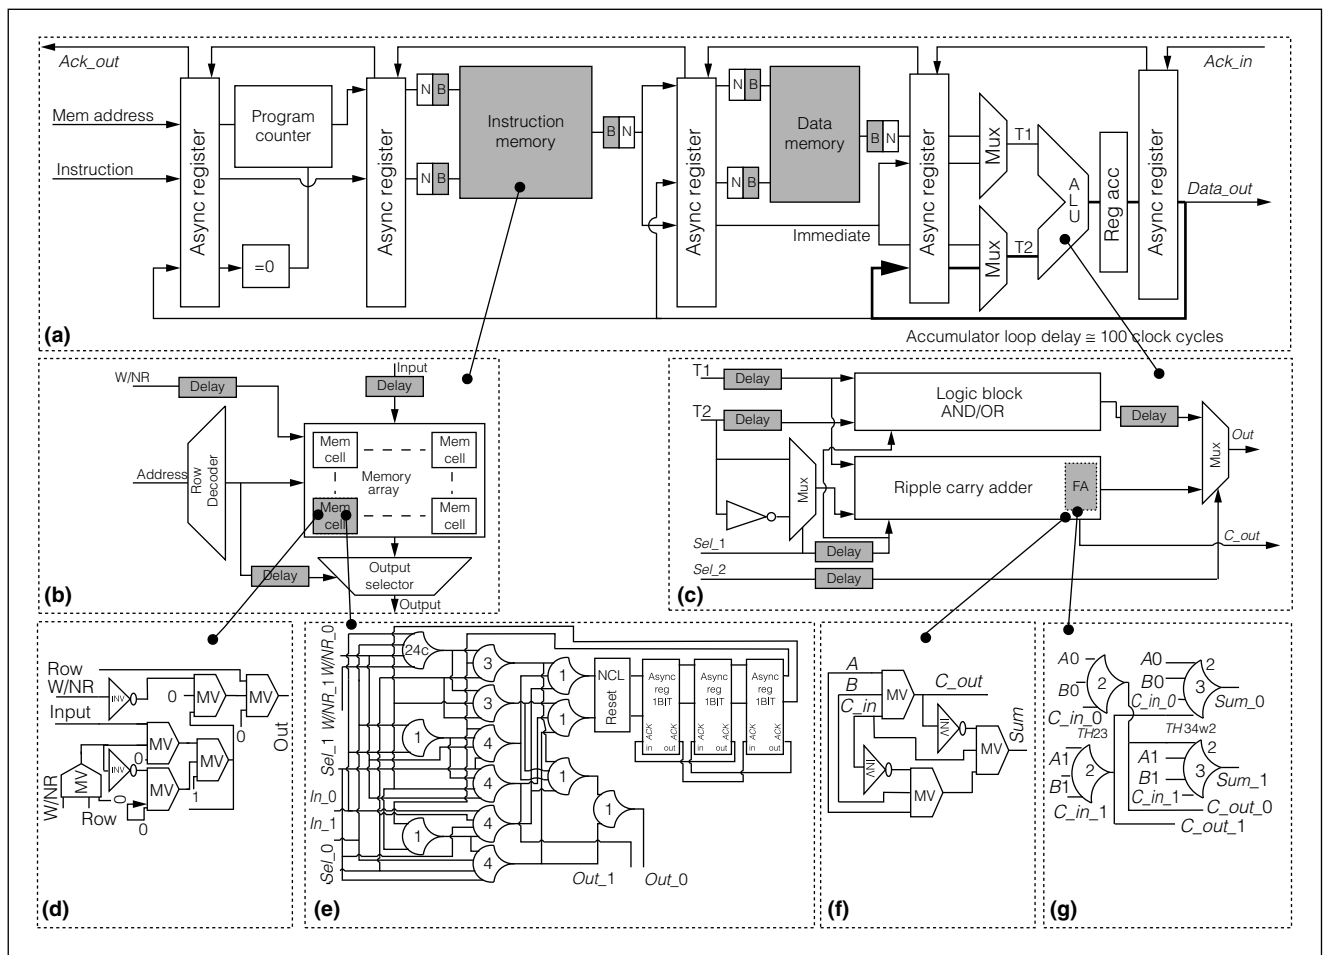 Ack_out
Ack_in
Mem address
Instruction
Async register
Program counter
=0
Async register
N B
N B
Instruction memory
B N
Async register
N B
N B
Data memory
B N
Immediate
Async register
Mux
Mux
T1
T2
ALU
Reg acc
Async register
Data_out
(a)
Accumulator loop delay ≅ 100 clock cycles
W/NR
Delay
Input
Delay
Address
Row Decoder
Mem cell
Mem cell
Memory array
Mem cell
Mem cell
Delay
Output selector
Output
(b)
T1
Delay
T2
Delay
Logic block AND/OR
Delay
Mux
Ripple carry adder
FA
Mux
Out
Sel_1
Delay
Sel_2
Delay
C_out
(c)
Row
W/NR
Input
INV
0
MV
MV
0
Out
MV
0
INV
MV
MV
MV
W/NR
Row
0
0
1
(d)
W/NR_0
W/NR_1
Sel_1
In_0
In_1
Sel_0
24c
3
3
1
4
4
4
1
4
1
1
1
1
NCL Reset
Async reg 1BIT
ACK in
ACK out
Async reg 1BIT
ACK in
ACK out
Async reg 1BIT
ACK in
ACK out
Out_1
Out_0
(e)
A
B
C_in
MV
C_out
INV
INV
MV
MV
Sum
(f)
A0
B0
C_in_0
2
TH23
A0
B0
C_in_0
2
3
Sum_0
TH34w2
A1
B1
C_in_1
2
A1
B1
C_in_1
2
3
Sum_1
C_out_0
C_out_1
(g)